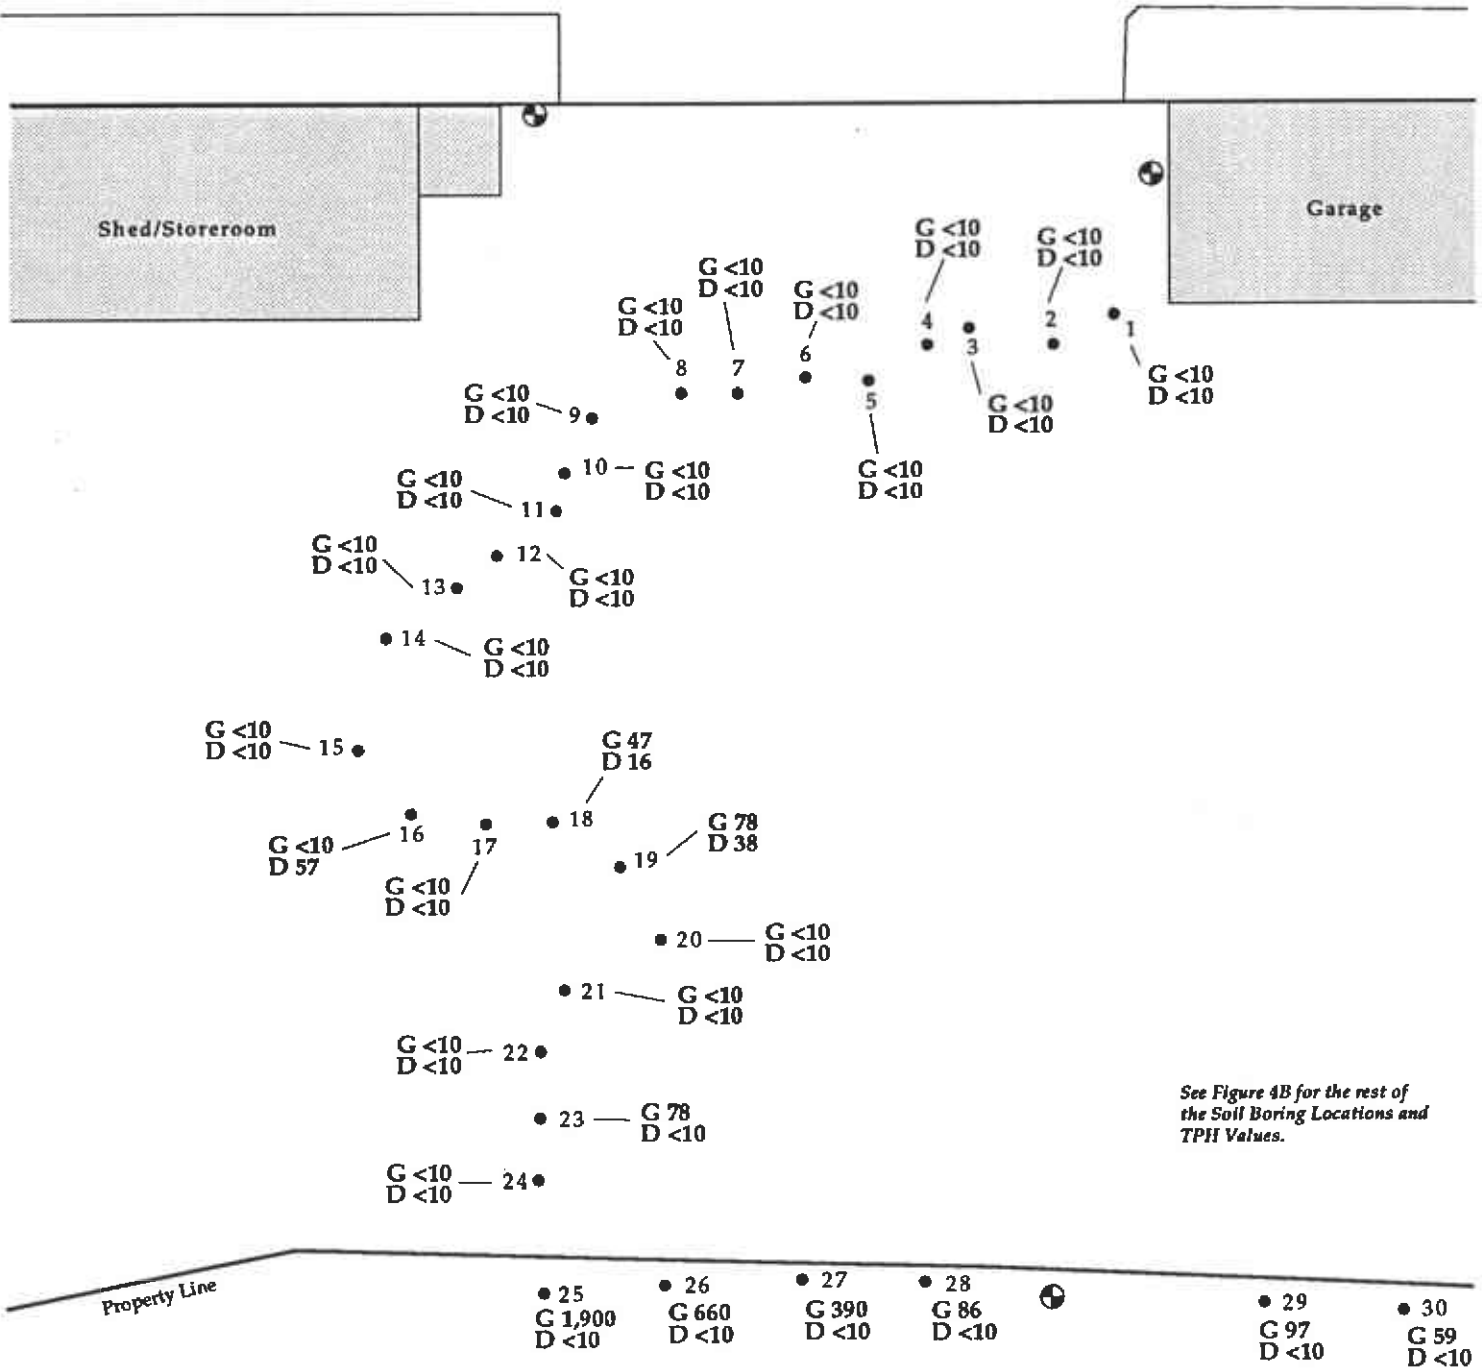 Shed/Storeroom
Garage
G <10
D <10
4
G <10
D <10
2
1
G <10
D <10
3
G <10
D <10
G <10
D <10
7
G <10
D <10
6
G <10
D <10
8
5
G <10
D <10
G <10
D <10
9
10
G <10
D <10
G <10
D <10
11
12
G <10
D <10
G <10
D <10
13
14
G <10
D <10
G <10
D <10
15
G 47
D 16
18
16
G <10
D 57
17
G <10
D <10
G 78
D 38
19
20
G <10
D <10
21
G <10
D <10
G <10
D <10
22
23
G 78
D <10
G <10
D <10
24
See Figure 4B for the rest of
the Soil Boring Locations and
TPH Values.
Property Line
25
G 1,900
D <10
26
G 660
D <10
27
G 390
D <10
28
G 86
D <10
29
G 97
D <10
30
G 59
D <10